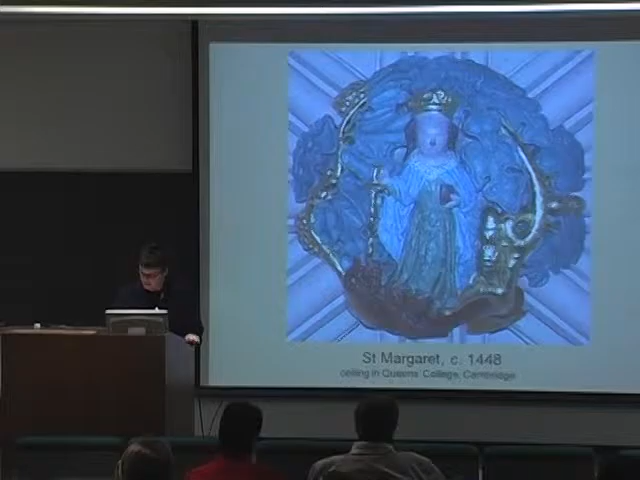 St Margaret, c. 1448
ceiling in Queens' College, Cambridge